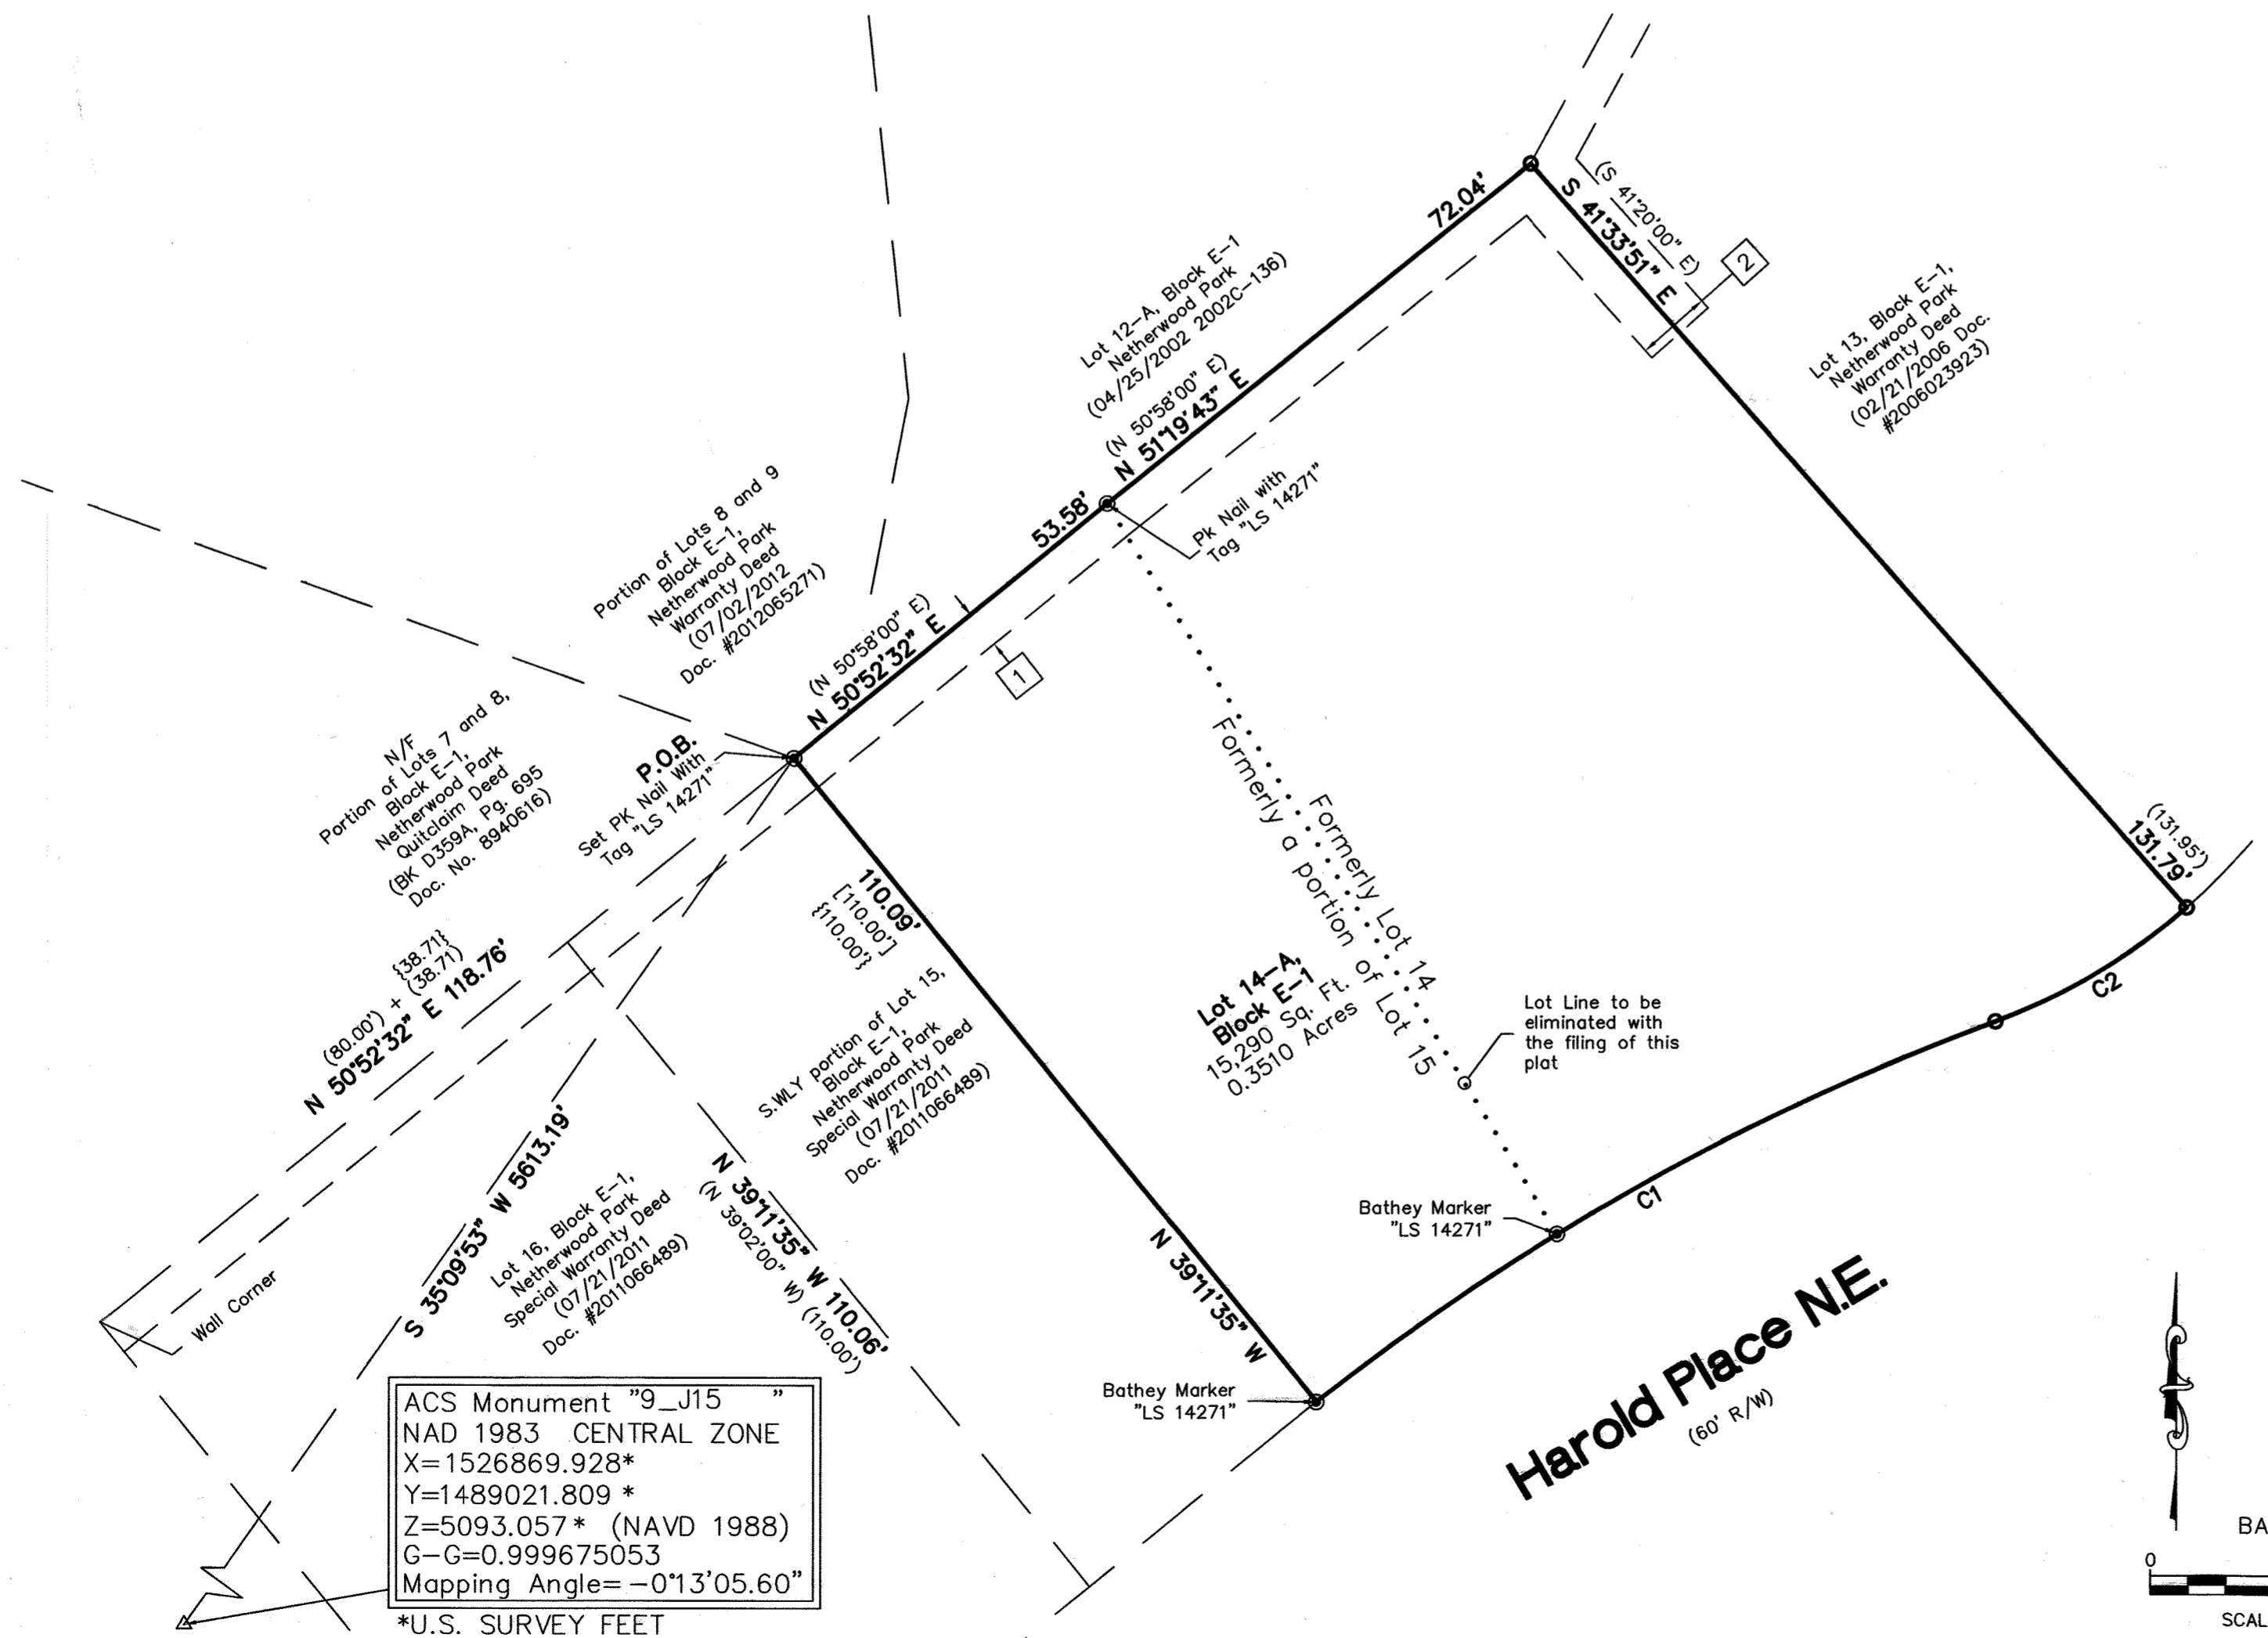 72.04'
(S 41°20'00" E)
S 41°33'51" E
2
Lot 12-A, Block E-1
Netherwood Park
(04/25/2002 2002C-136)
(N 50°58'00" E)
N 51°19'43" E
Lot 13, Block E-1,
Netherwood Park
Warranty Deed
(02/21/2006 Doc.
#2006023923)
Portion of Lots 8 and 9
Block E-1,
Netherwood Park
Warranty Deed
(07/02/2012
Doc. #2012065271)
53.58'
Pk Nail with
Tag "LS 14271"
(N 50°58'00" E)
N 50°52'32" E
1
N/F
Portion of Lots 7 and 8,
Block E-1,
Netherwood Park
Quitclaim Deed
(BK D359A, Pg. 695
Doc. No. 8940616)
P.O.B.
Set PK Nail With
Tag "LS 14271"
Formerly Lot 14
Formerly a portion of Lot 15
(131.95')
131.79'
110.09'
[110.00']
{{110.00'}}
{38.71}
(80.00') + (38.71)
N 50°52'32" E 118.76'
S.WLY portion of Lot 15,
Block E-1,
Netherwood Park
Special Warranty Deed
(07/21/2011
Doc. #2011066489)
Lot 14-A,
Block E-1
15,290 Sq. Ft.
0.3510 Acres
Lot Line to be
eliminated with
the filing of this
plat
C2
C1
S 35°09'53" W 5613.19'
Lot 16, Block E-1,
Netherwood Park
Special Warranty Deed
(07/21/2011
Doc. #2011066489)
N 39°11'35" W 110.06'
(N 39°02'00" W) (110.00')
N 39°11'35" W
Bathey Marker
"LS 14271"
Wall Corner
Bathey Marker
"LS 14271"
Harold Place N.E.
(60' R/W)
ACS Monument "9_J15 "
NAD 1983 CENTRAL ZONE
X=1526869.928*
Y=1489021.809 *
Z=5093.057* (NAVD 1988)
G-G=0.999675053
Mapping Angle= -0°13'05.60"
*U.S. SURVEY FEET
BA
0
SCAL